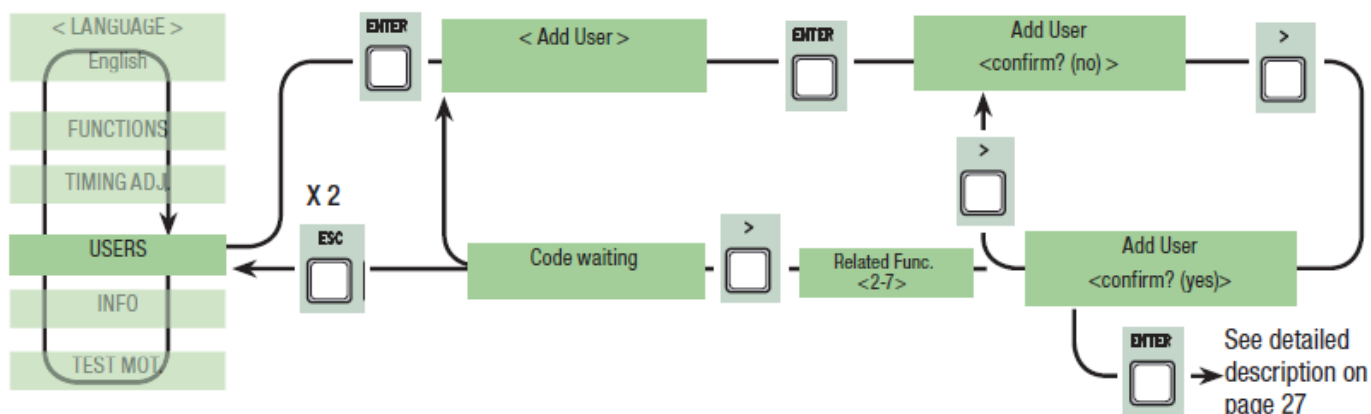 < LANGUAGE >
English
FUNCTIONS
TIMING ADJ.
USERS
INFO
TEST MOT.
ENTER
< Add User >
ENTER
Add User
<confirm? (no) >
>
>
X 2
ESC
Code waiting
>
Related Func.
<2-7>
Add User
<confirm? (yes)>
ENTER
See detailed
description on
page 27